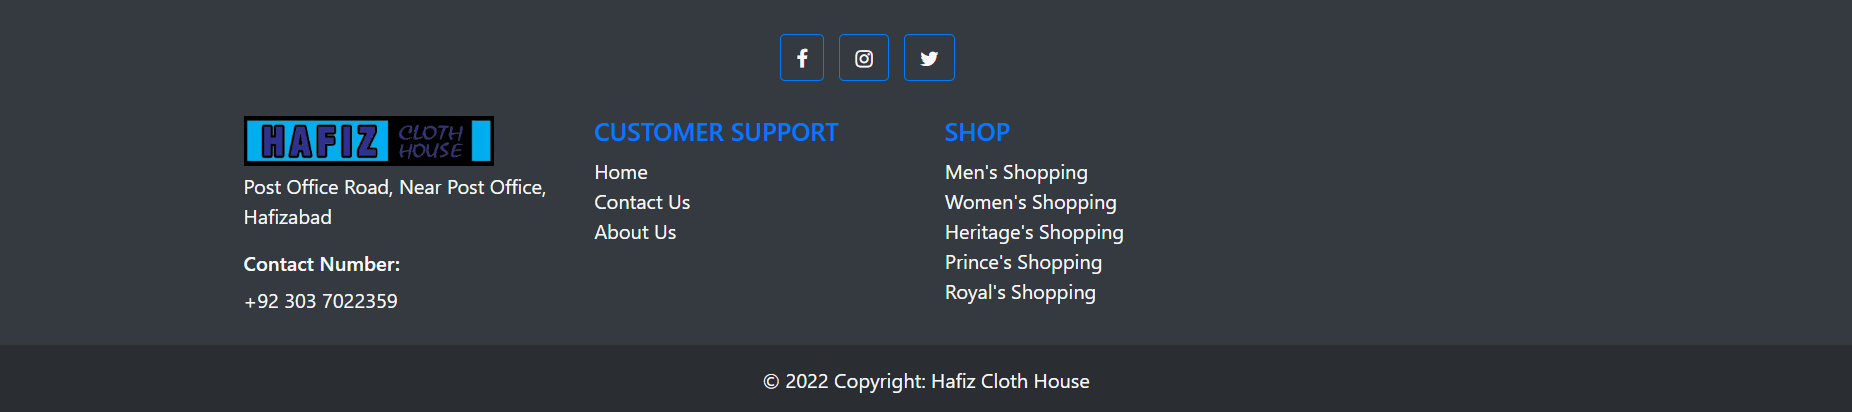 HAFIZ CLOTH HOUSE
Post Office Road, Near Post Office,
Hafizabad
Contact Number:
+92 303 7022359
CUSTOMER SUPPORT
Home
Contact Us
About Us
SHOP
Men's Shopping
Women's Shopping
Heritage's Shopping
Prince's Shopping
Royal's Shopping
© 2022 Copyright: Hafiz Cloth House